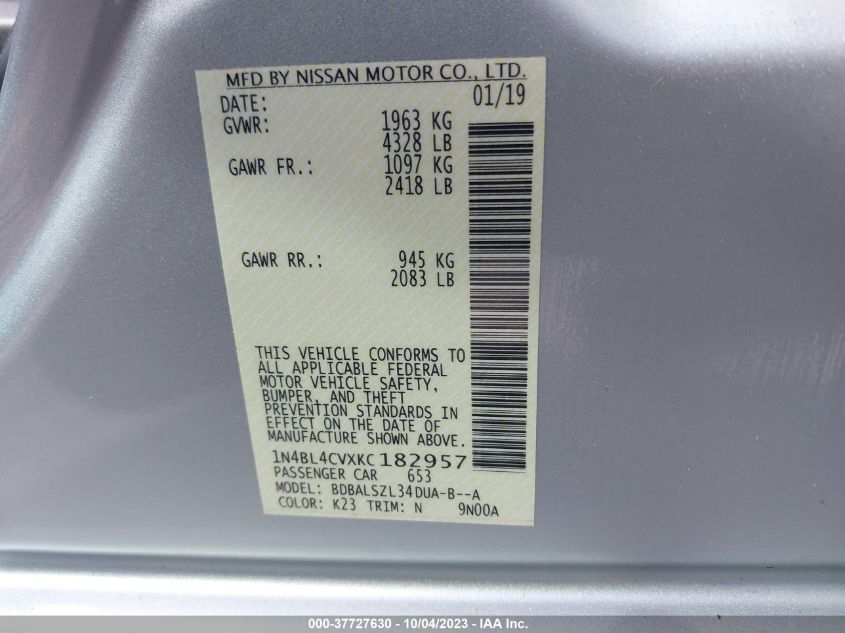 MFD BY NISSAN MOTOR CO., LTD.
DATE: 01/19
GVWR: 1963 KG
4328 LB
GAWR FR.: 1097 KG
2418 LB
GAWR RR.: 945 KG
2083 LB
THIS VEHICLE CONFORMS TO
ALL APPLICABLE FEDERAL
MOTOR VEHICLE SAFETY,
BUMPER, AND THEFT
PREVENTION STANDARDS IN
EFFECT ON THE DATE OF
MANUFACTURE SHOWN ABOVE.
1N4BL4CVXKC182957
PASSENGER CAR 653
MODEL: BDBALSZL34DUA-B--A
COLOR: K23 TRIM: N 9N00A
000-37727630 - 10/04/2023 - IAA Inc.